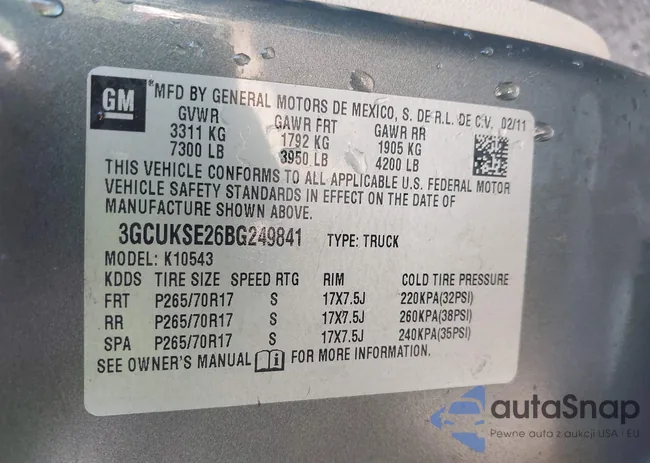 GM
MFD BY GENERAL MOTORS DE MEXICO, S. DE R.L. DE C.V. 02/11
GVWR GAWR FRT GAWR RR
3311 KG 1792 KG 1905 KG
7300 LB 3950 LB 4200 LB
THIS VEHICLE CONFORMS TO ALL APPLICABLE U.S. FEDERAL MOTOR
VEHICLE SAFETY STANDARDS IN EFFECT ON THE DATE OF
MANUFACTURE SHOWN ABOVE.
3GCUKSE26BG249841 TYPE: TRUCK
MODEL: K10543
KDDS TIRE SIZE SPEED RTG RIM COLD TIRE PRESSURE
FRT P265/70R17 S 17X7.5J 220KPA(32PSI)
RR P265/70R17 S 17X7.5J 260KPA(38PSI)
SPA P265/70R17 S 17X7.5J 240KPA(35PSI)
SEE OWNER'S MANUAL FOR MORE INFORMATION.
autaSnap
Pewne auta z aukcji USA - EU